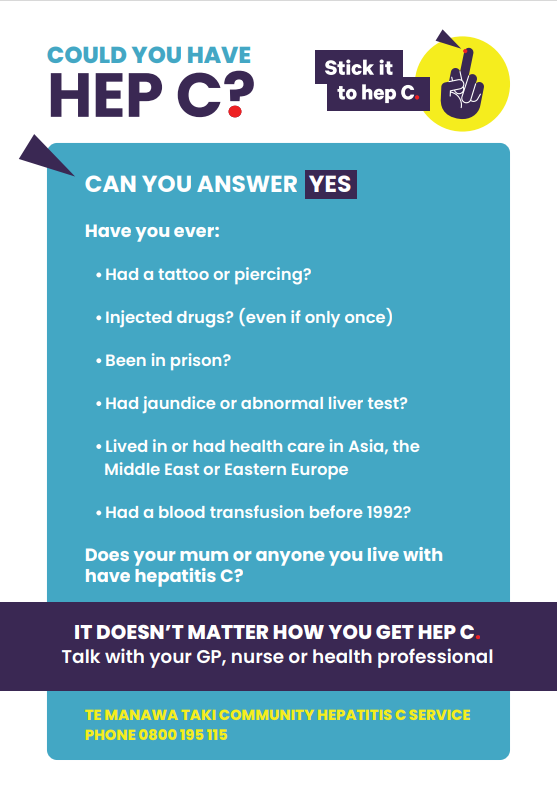 COULD YOU HAVE
HEP C?
Stick it
to hep C.
CAN YOU ANSWER YES
Have you ever:
• Had a tattoo or piercing?
• Injected drugs? (even if only once)
• Been in prison?
• Had jaundice or abnormal liver test?
• Lived in or had health care in Asia, the
Middle East or Eastern Europe
• Had a blood transfusion before 1992?
Does your mum or anyone you live with
have hepatitis C?
IT DOESN'T MATTER HOW YOU GET HEP C.
Talk with your GP, nurse or health professional
TE MANAWA TAKI COMMUNITY HEPATITIS C SERVICE
PHONE 0800 195 115